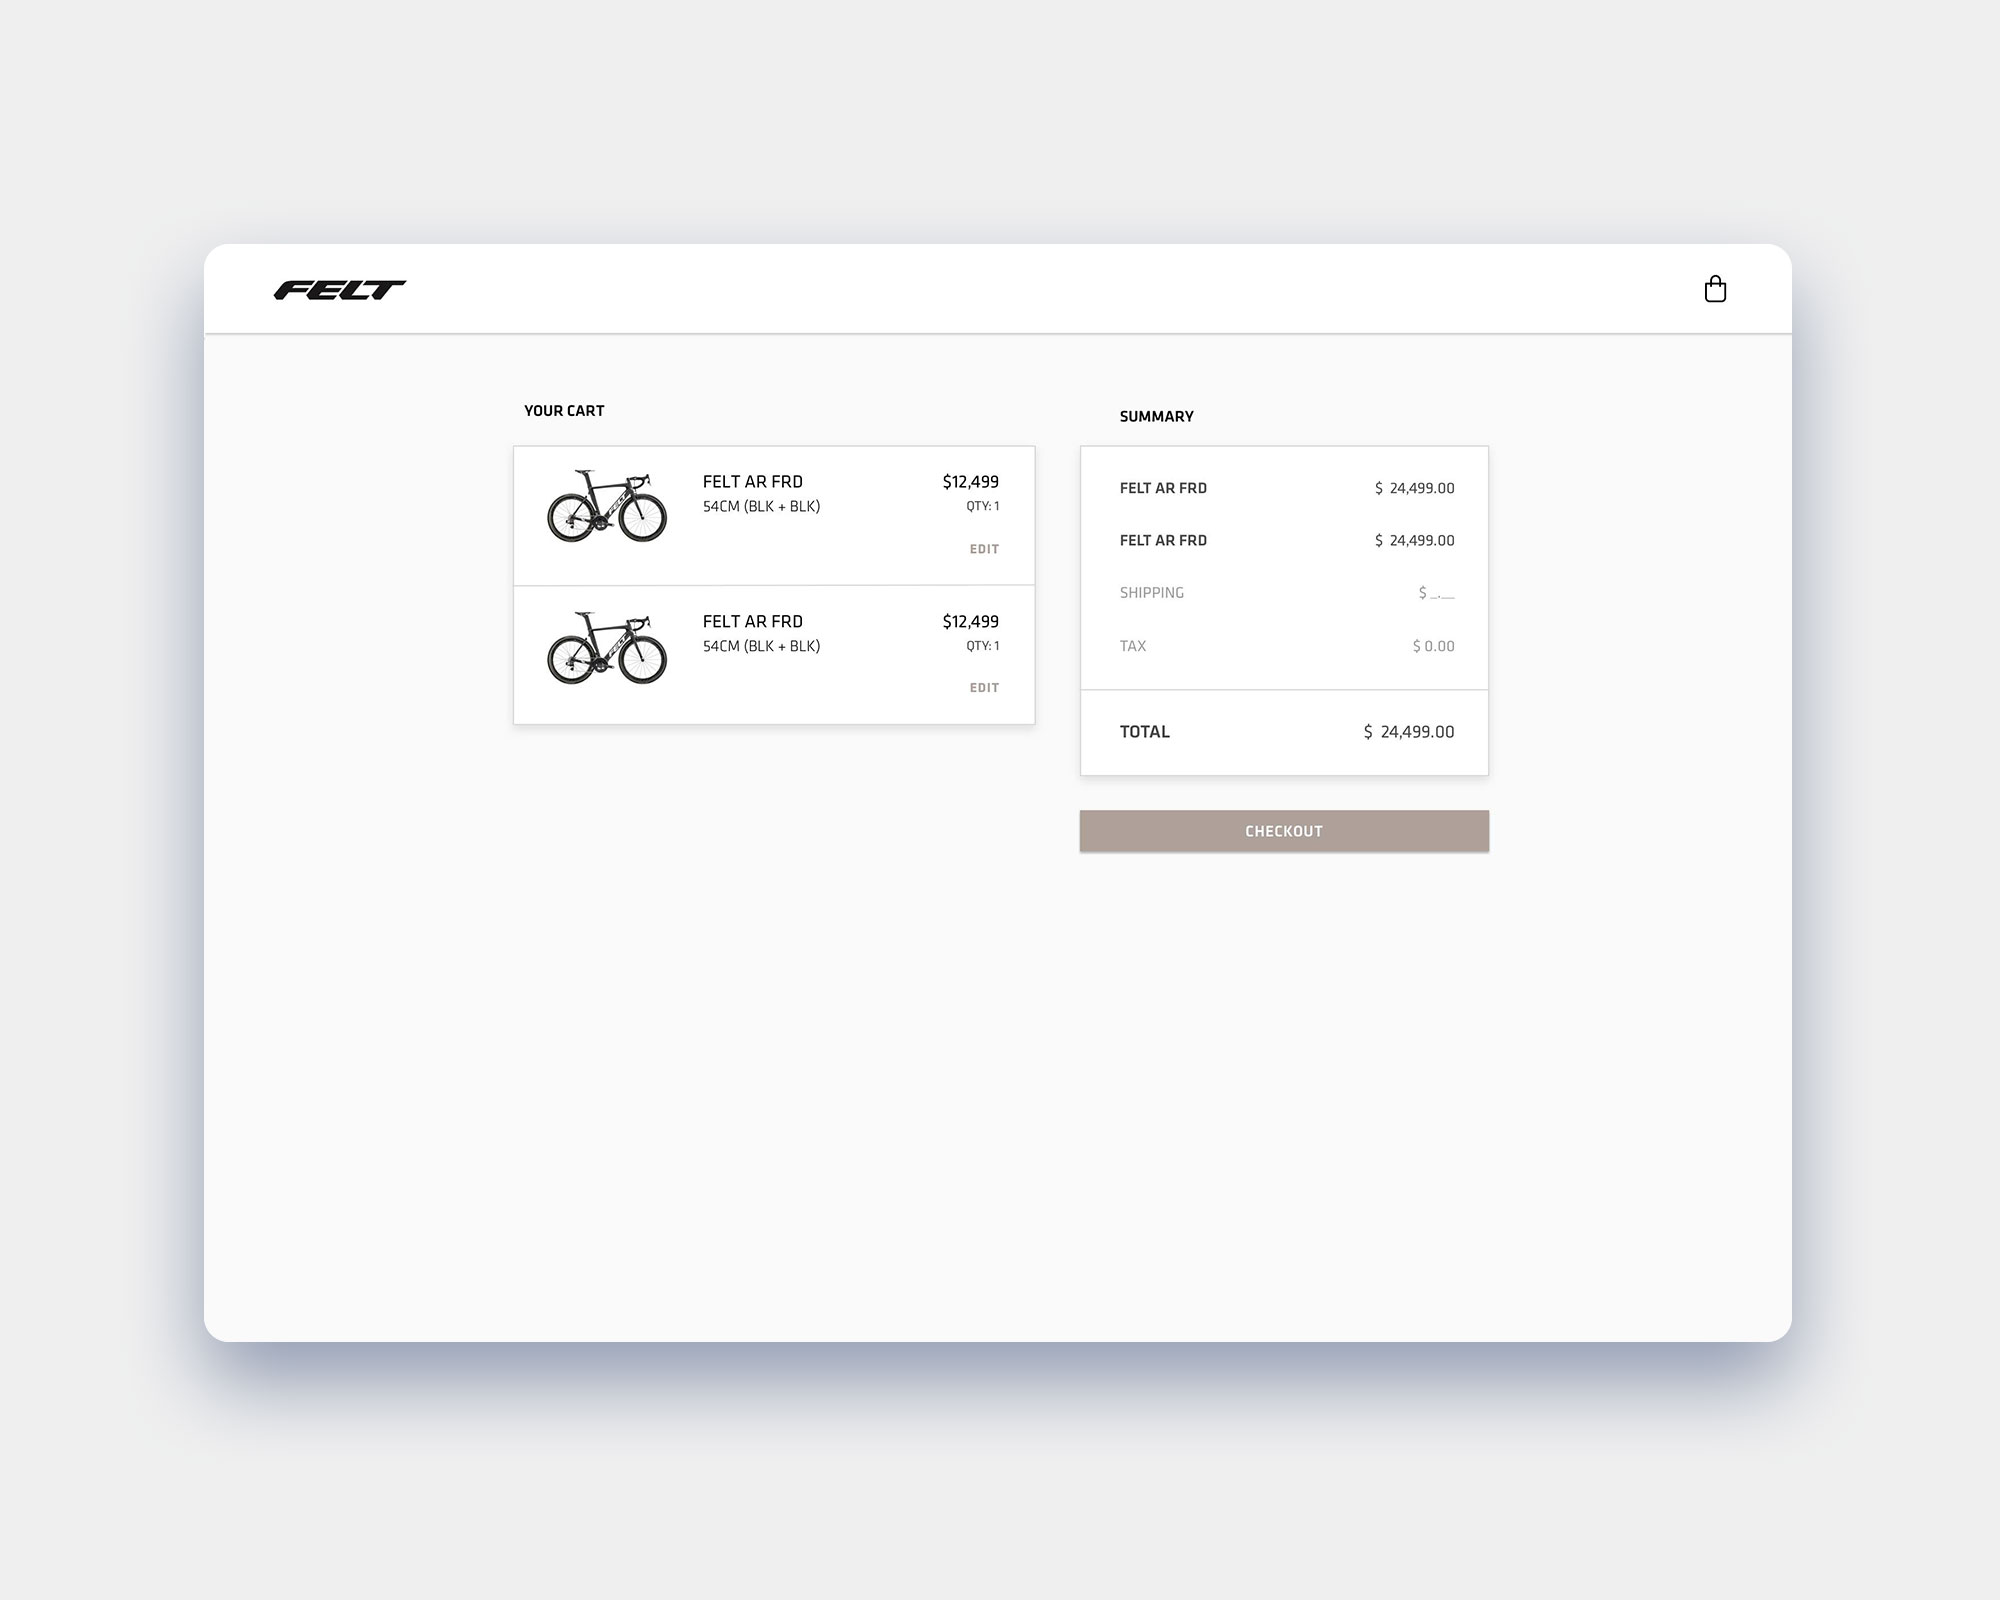 FELT
YOUR CART
FELT AR FRD
$12,499
54CM (BLK + BLK)
QTY: 1
EDIT
FELT AR FRD
$12,499
54CM (BLK + BLK)
QTY: 1
EDIT
SUMMARY
FELT AR FRD $ 24,499.00
FELT AR FRD $ 24,499.00
SHIPPING $ _.__
TAX $ 0.00
TOTAL $ 24,499.00
CHECKOUT